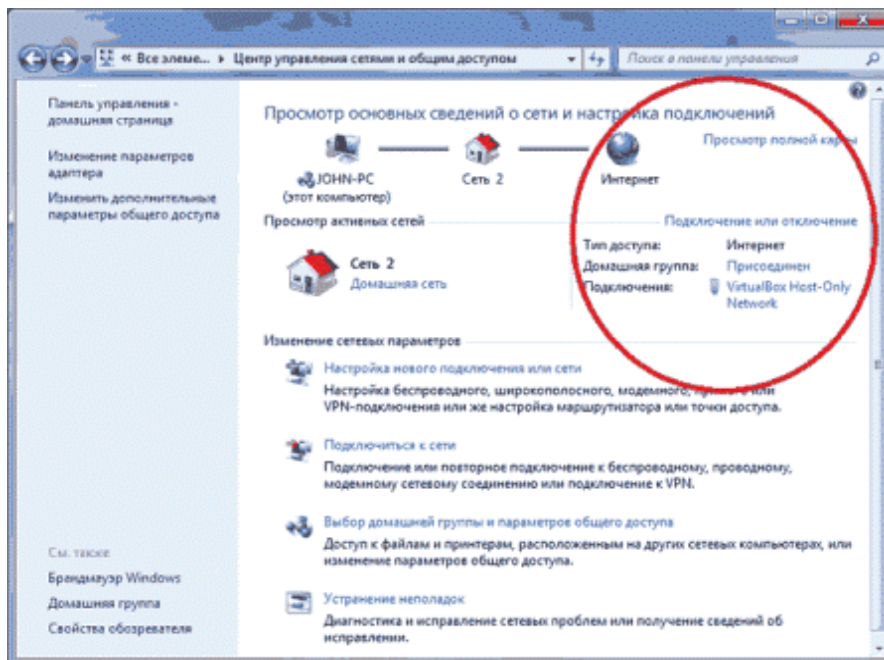 « Все элеме... ▸ Центр управления сетями и общим доступом
Поиск в панели управления
Панель управления -
домашняя страница
Изменение параметров
адаптера
Изменить дополнительные
параметры общего доступа
См. также
Брандмауэр Windows
Домашняя группа
Свойства обозревателя
Просмотр основных сведений о сети и настройка подключений
Просмотр полной карты
JOHN-PC
(этот компьютер)
Сеть 2
Интернет
Просмотр активных сетей
Подключение или отключение
Сеть 2
Домашняя сеть
Тип доступа: Интернет
Домашняя группа: Присоединен
Подключения: VirtualBox Host-Only
Network
Изменение сетевых параметров
Настройка нового подключения или сети
Настройка беспроводного, широкополосного, модемного, прямого или
VPN-подключения или же настройка маршрутизатора или точки доступа.
Подключиться к сети
Подключение или повторное подключение к беспроводному, проводному,
модемному сетевому соединению или подключение к VPN.
Выбор домашней группы и параметров общего доступа
Доступ к файлам и принтерам, расположенным на других сетевых компьютерах, или
изменение параметров общего доступа.
Устранение неполадок
Диагностика и исправление сетевых проблем или получение сведений об
исправлении.